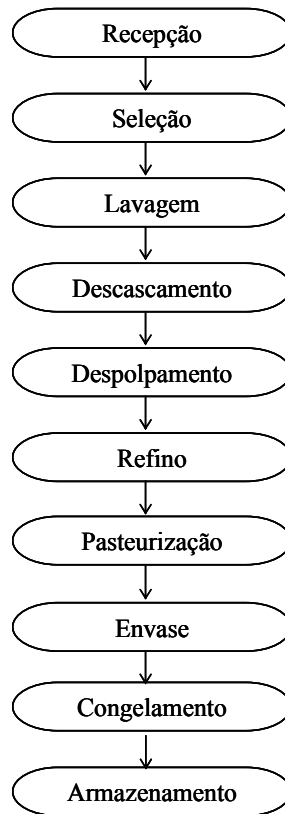 Recepção
Seleção
Lavagem
Descascamento
Despolpamento
Refino
Pasteurização
Envase
Congelamento
Armazenamento